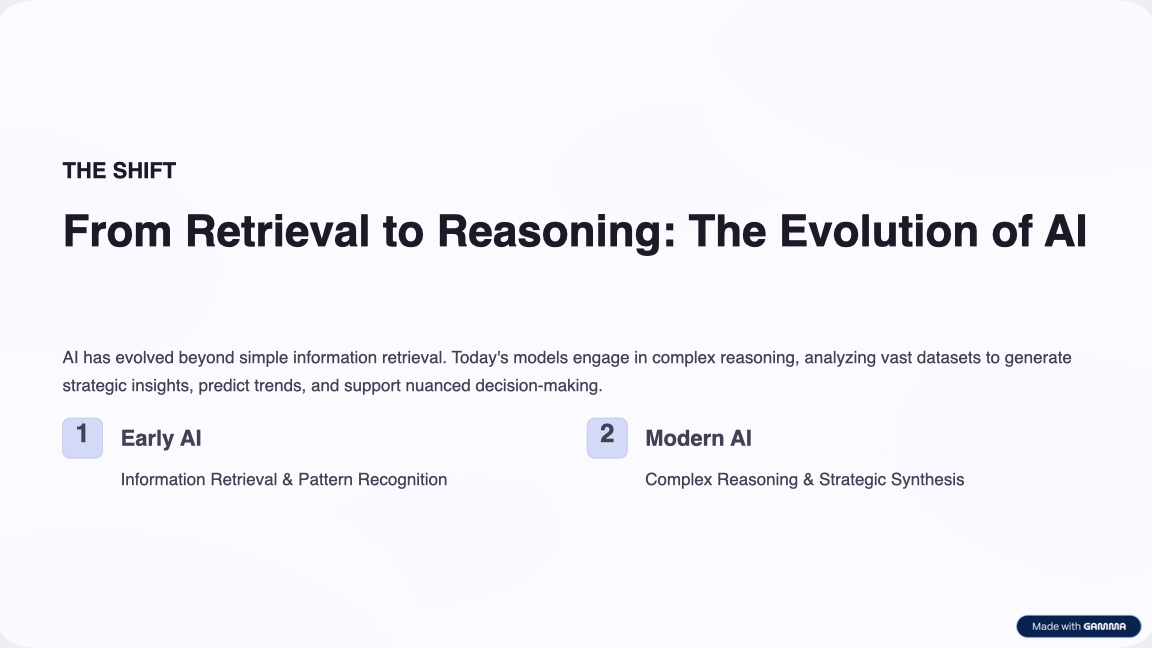 THE SHIFT
From Retrieval to Reasoning: The Evolution of AI
AI has evolved beyond simple information retrieval. Today's models engage in complex reasoning, analyzing vast datasets to generate
strategic insights, predict trends, and support nuanced decision-making.
1
Early AI
Information Retrieval & Pattern Recognition
2
Modern AI
Complex Reasoning & Strategic Synthesis
Made with GAMMA